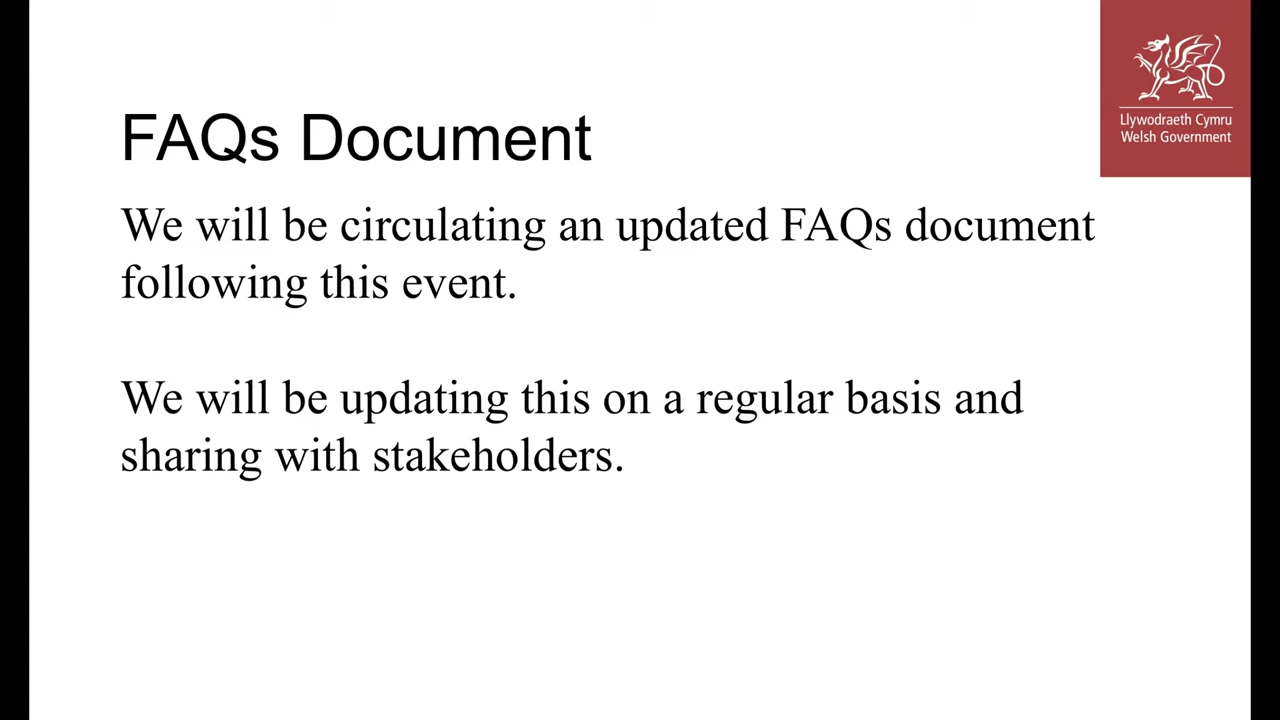 Llywodraeth Cymru
Welsh Government
FAQs Document
We will be circulating an updated FAQs document
following this event.
We will be updating this on a regular basis and
sharing with stakeholders.